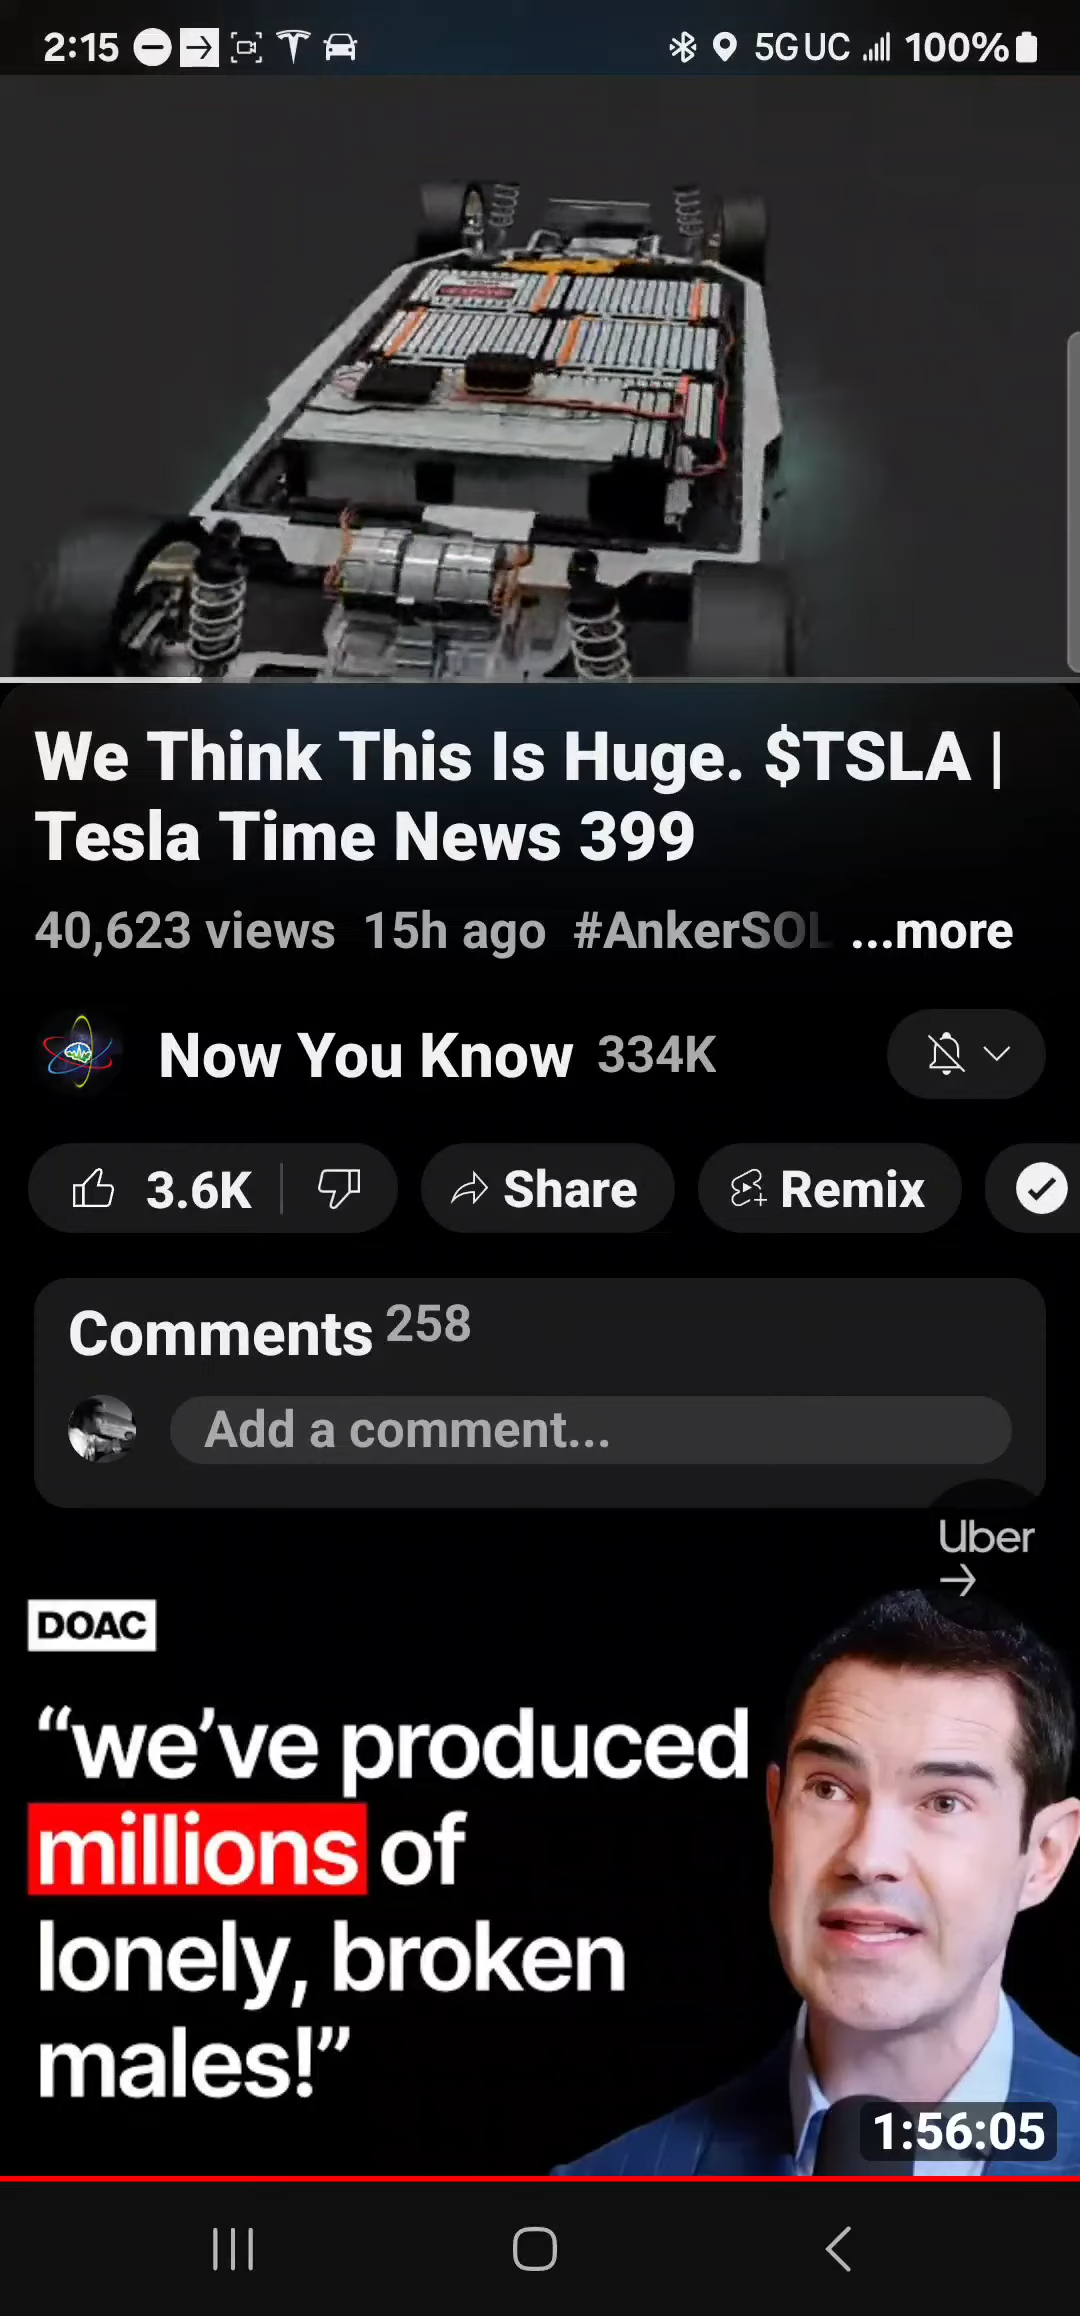 2:15
5G UC
100%
We Think This Is Huge. $TSLA |
Tesla Time News 399
40,623 views 15h ago #AnkerSOL ...more
Now You Know 334K
3.6K
Share
Remix
Comments 258
Add a comment...
Uber
DOAC
“we’ve produced
millions of
lonely, broken
males!”
1:56:05